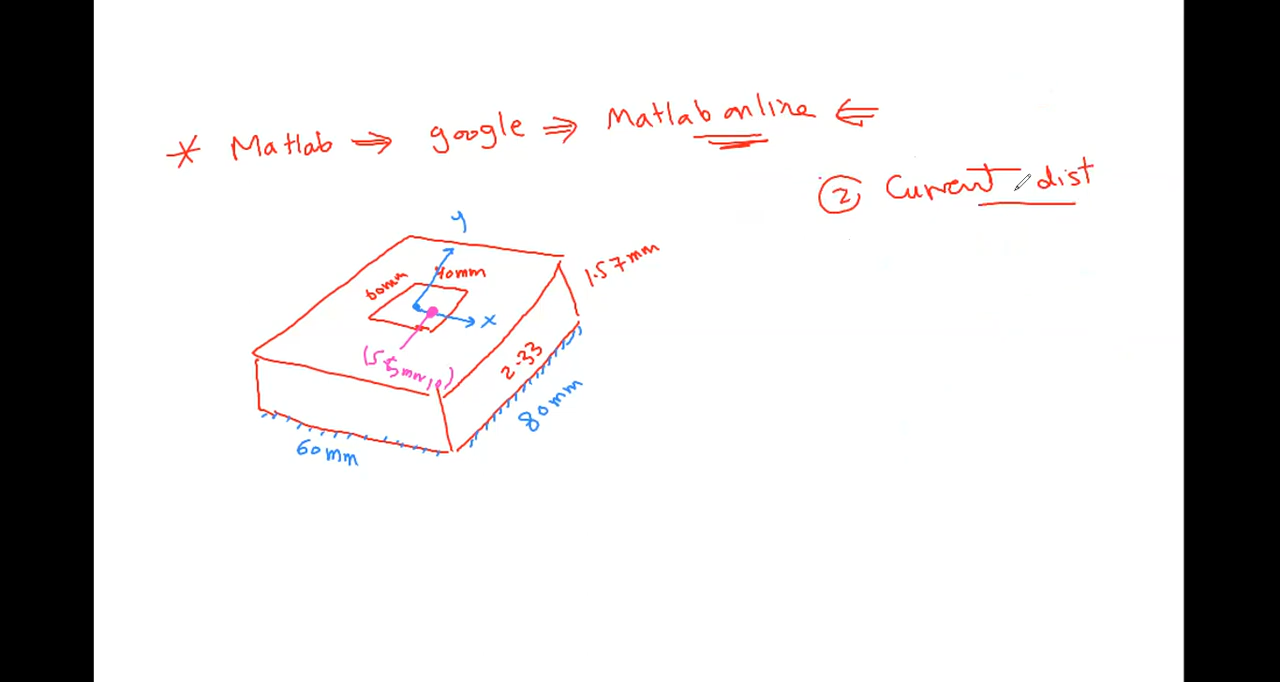 * Matlab ⇒ google ⇒ Matlab online ⇐
② Current dist
y
60mm 40mm
1.57mm
x
2.33
80mm
60mm